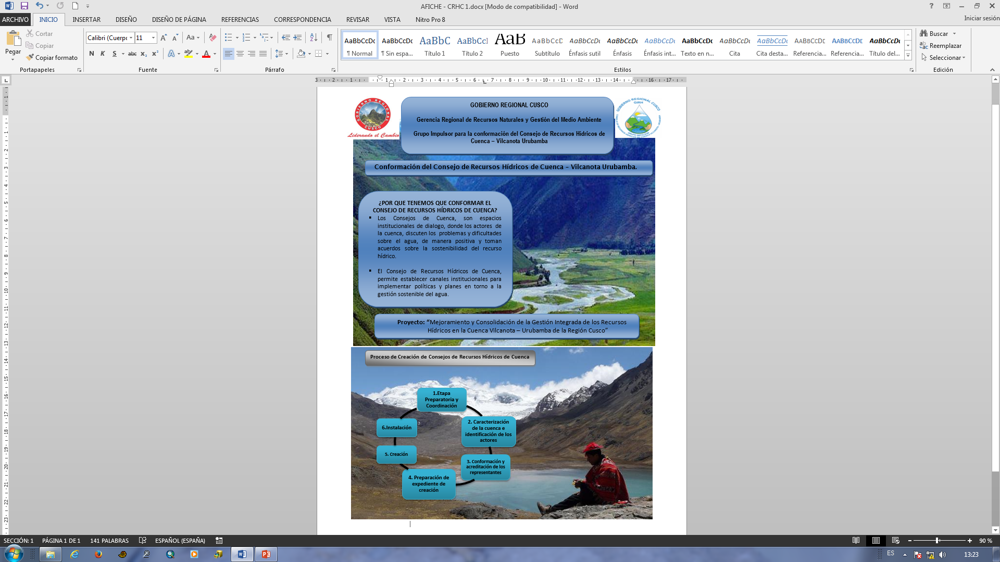 AFICHE - CRHC 1.docx [Modo de compatibilidad] - Word
ARCHIVO INICIO INSERTAR DISEÑO DISEÑO DE PÁGINA REFERENCIAS CORRESPONDENCIA REVISAR VISTA Nitro Pro 8
Iniciar sesión
Pegar
Cortar
Copiar
Copiar formato
Portapapeles
Calibri (Cuerpo 11
N K S abc x₂ x²
Fuente
Párrafo
AaBbCcDc AaBbCcDc AaBbC AaBbCcI AaB AaBbCcD AaBbCcDc AaBbCcDc AaBbCcDc AaBbCcDc AaBbCcDc AaBbCcDc AABBCCDE AABBCCDE AaBbCcDc
¶ Normal ¶ Sin espa... Título 1 Título 2 Puesto Subtítulo Énfasis sutil Énfasis Énfasis int... Texto en n... Cita Cita desta... Referencia... Referencia... Título del...
Estilos
Buscar
Reemplazar
Seleccionar
Edición
3 2 1 1 2 3 4 5 6 7 8 9 10 11 12 13 14 16 17
GOBIERNO REGIONAL
CUSCO
Liderando el Cambio
GOBIERNO REGIONAL CUSCO
Gerencia Regional de Recursos Naturales y Gestión del Medio Ambiente
Grupo Impulsor para la conformación del Consejo de Recursos Hídricos de
Cuenca – Vilcanota Urubamba
GOBIERNO REGIONAL CUSCO
GIRH
GRUPO IMPULSOR
Conformación del Consejo de Recursos Hídricos de Cuenca – Vilcanota Urubamba.
¿POR QUE TENEMOS QUE CONFORMAR EL
CONSEJO DE RECURSOS HÍDRICOS DE CUENCA?
▪ Los Consejos de Cuenca, son espacios
institucionales de dialogo, donde los actores de
la cuenca, discuten los problemas y dificultades
sobre el agua, de manera positiva y toman
acuerdos sobre la sostenibilidad del recurso
hídrico.
▪ El Consejo de Recursos Hídricos de Cuenca,
permite establecer canales institucionales para
implementar políticas y planes en torno a la
gestión sostenible del agua.
Proyecto: “Mejoramiento y Consolidación de la Gestión Integrada de los Recursos
Hídricos en la Cuenca Vilcanota – Urubamba de la Región Cusco”
Proceso de Creación de Consejos de Recursos Hídricos de Cuenca
1.Etapa
Preparatoria y
Coordinación
2. Caracterización
de la cuenca e
identificación de los
actores
3. Conformación y
acreditación de los
representantes
4. Preparación de
expediente de
creación
5. Creación
6.Instalación
SECCIÓN: 1 PÁGINA 1 DE 1 141 PALABRAS ESPAÑOL (ESPAÑA)
90 %
ES
13:23